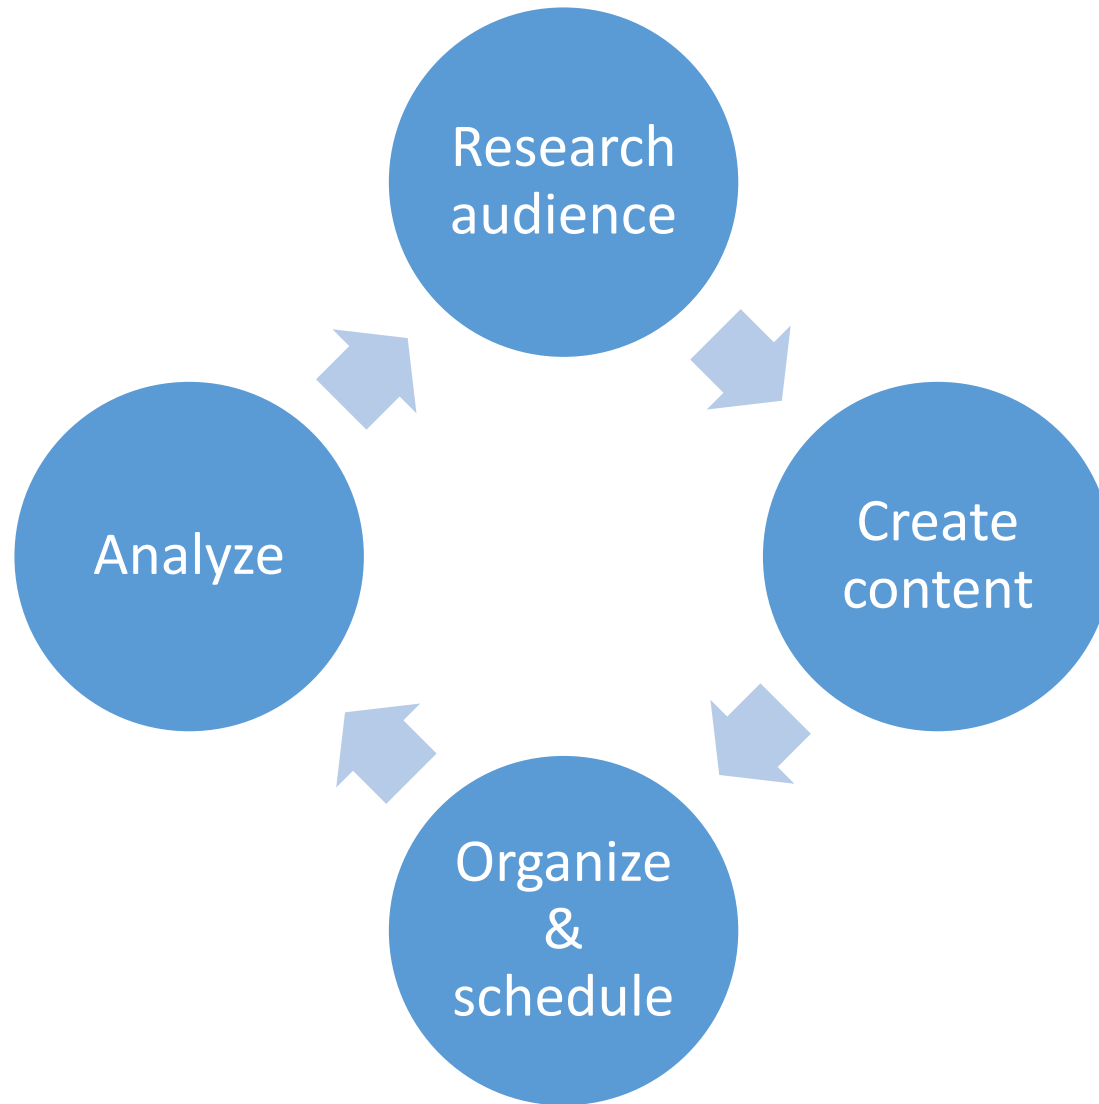 Research
audience
Create
content
Organize
&
schedule
Analyze